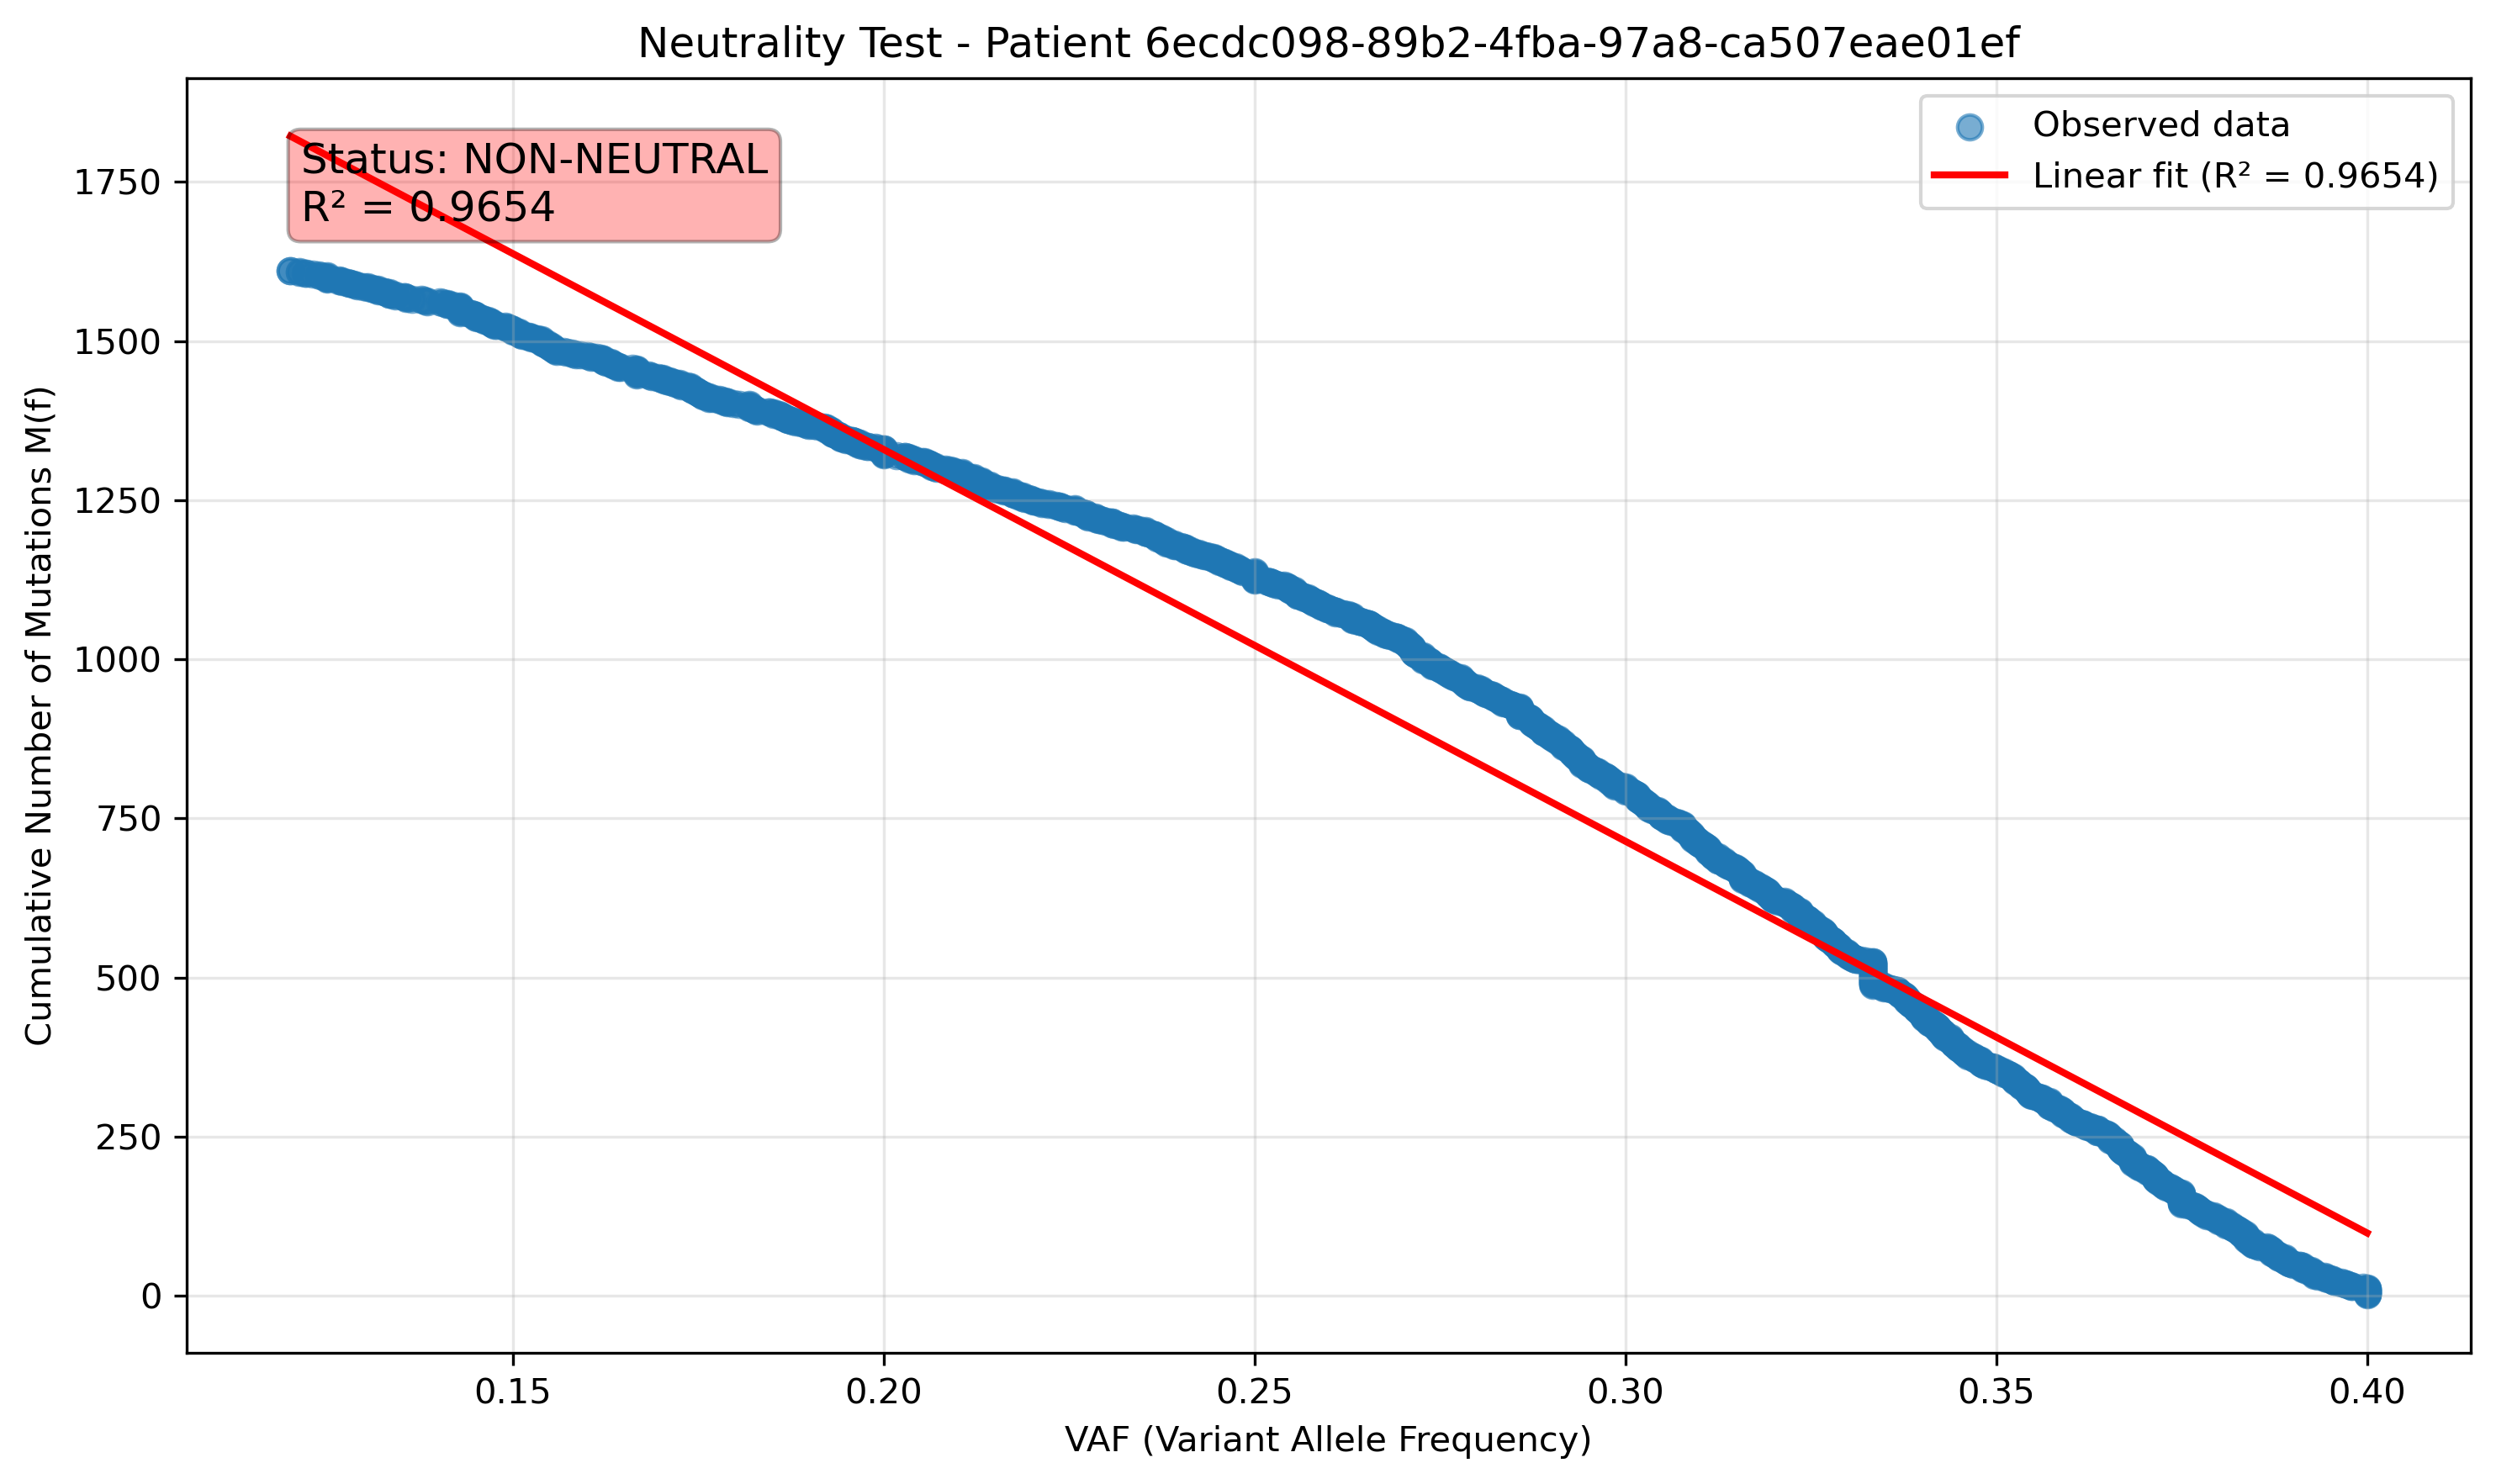 Neutrality Test - Patient 6ecdc098-89b2-4fba-97a8-ca507eae01ef
Observed data
Linear fit (R² = 0.9654)
Status: NON-NEUTRAL
R² = 0.9654
Cumulative Number of Mutations M(f)
1750
1500
1250
1000
750
500
250
0
0.15
0.20
0.25
0.30
0.35
0.40
VAF (Variant Allele Frequency)